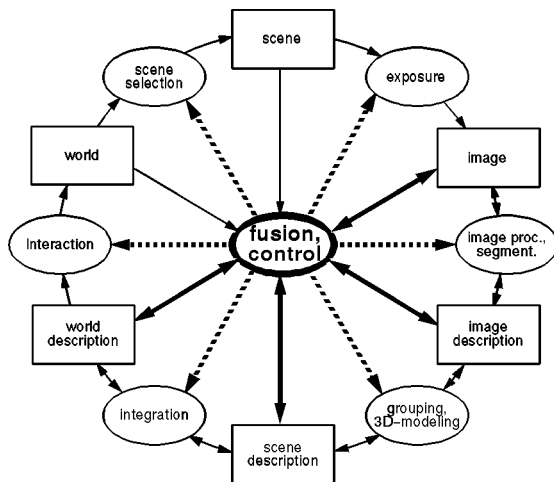 scene
scene
selection
exposure
world
image
fusion,
control
Interaction
image proc.,
segment.
world
description
image
description
integration
grouping,
3D-modeling
scene
description